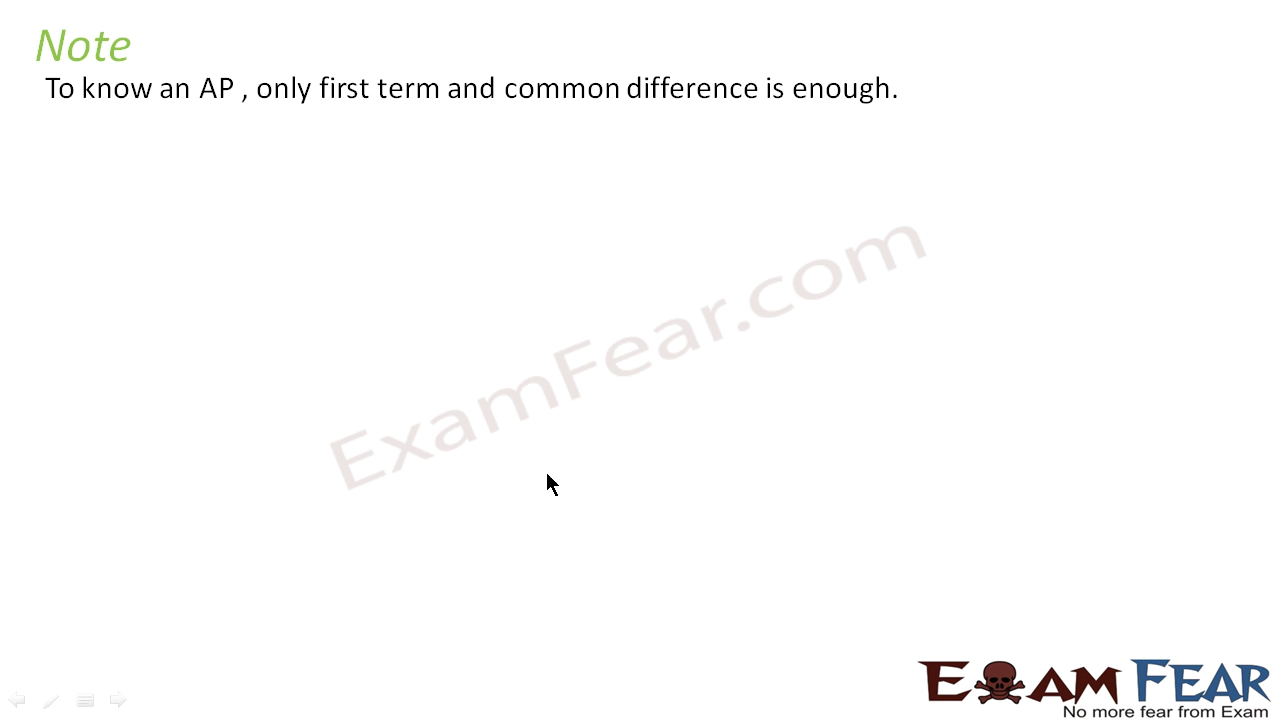 Note
To know an AP , only first term and common difference is enough.
ExamFear.com
EXAM FEAR
No more fear from Exam